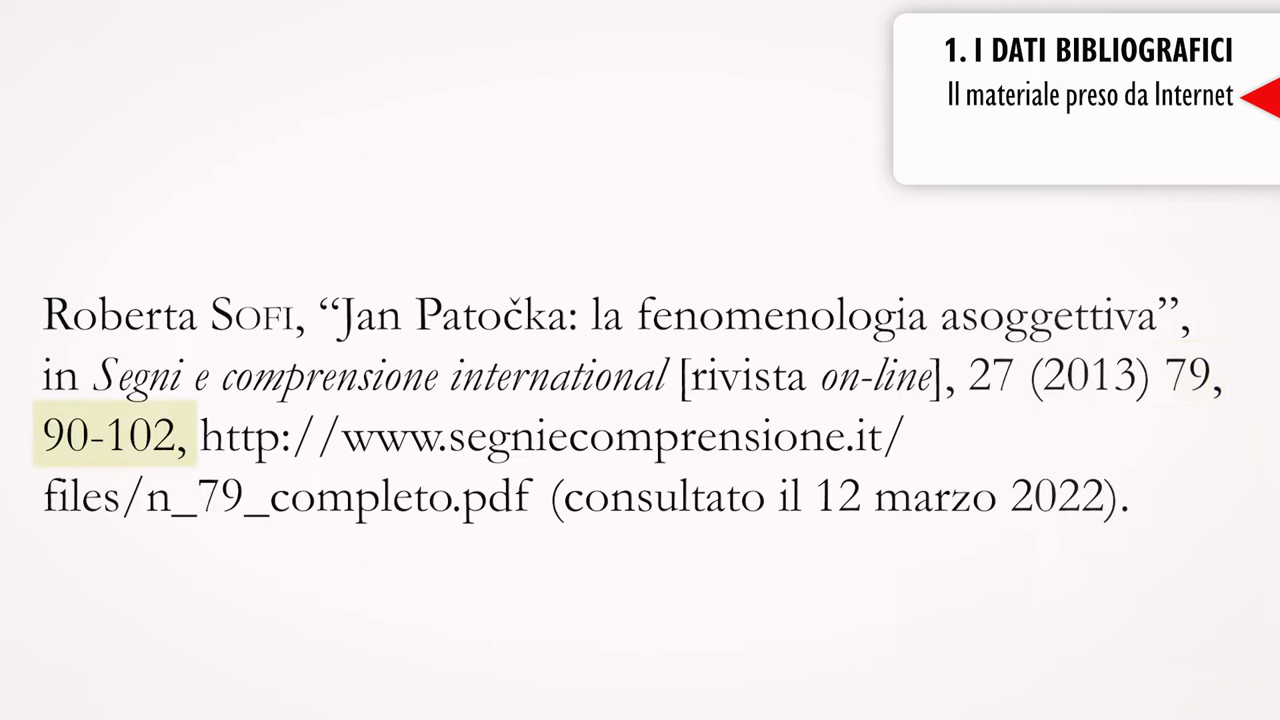 1. I DATI BIBLIOGRAFICI
Il materiale preso da Internet
Roberta SOFI, “Jan Patočka: la fenomenologia asoggettiva”,
in Segni e comprensione international [rivista on-line], 27 (2013) 79,
90-102, http://www.segniecomprensione.it/
files/n_79_completo.pdf (consultato il 12 marzo 2022).